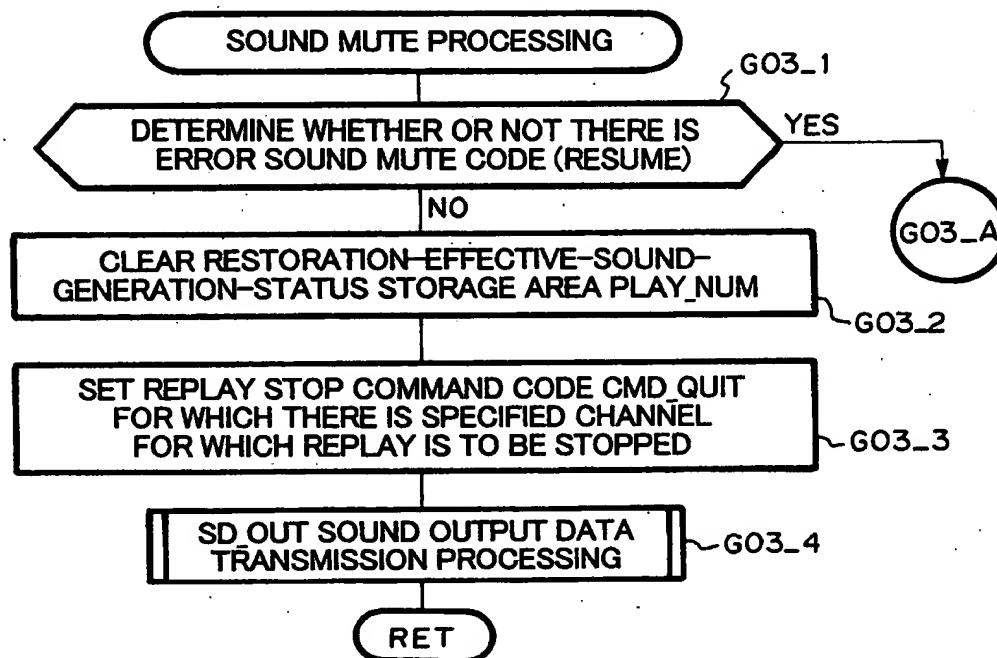 SOUND MUTE PROCESSING
G03_1
DETERMINE WHETHER OR NOT THERE IS
ERROR SOUND MUTE CODE (RESUME)
YES
NO
G03_A
CLEAR RESTORATION-EFFECTIVE-SOUND-
GENERATION-STATUS STORAGE AREA PLAY_NUM
G03_2
SET REPLAY STOP COMMAND CODE CMD_QUIT
FOR WHICH THERE IS SPECIFIED CHANNEL
FOR WHICH REPLAY IS TO BE STOPPED
G03_3
SD_OUT SOUND OUTPUT DATA
TRANSMISSION PROCESSING
G03_4
RET